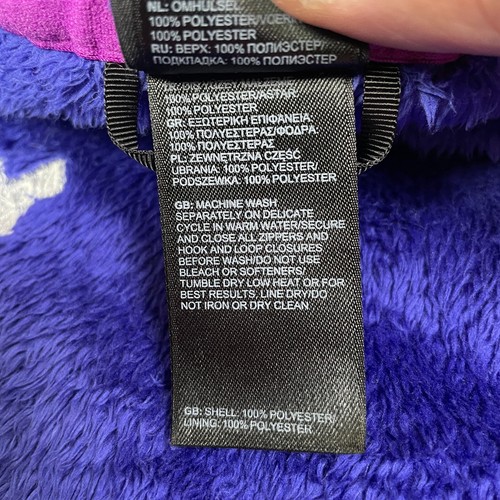 NL: OMHULSEL:
100% POLYESTER/VOERING:
100% POLYESTER
RU: ВЕРХ: 100% ПОЛИЭСТЕР/
ПОДКЛАДКА: 100% ПОЛИЭСТЕР
100% POLYESTER/ASTAR:
100% POLYESTER
GR: ΕΞΩΤΕΡΙΚΗ ΕΠΙΦΑΝΕΙΑ
100% ΠΟΛΥΕΣΤΕΡΑΣ/ΦΟΔΡΑ:
100% ΠΟΛΥΕΣΤΕΡΑΣ
PL: ZEWNĘTRZNA CZĘŚĆ
UBRANIA: 100% POLYESTER/
PODSZEWKA: 100% POLYESTER
GB: MACHINE WASH
SEPARATELY ON DELICATE
CYCLE IN WARM WATER/SECURE
AND CLOSE ALL ZIPPERS AND
HOOK AND LOOP CLOSURES
BEFORE WASH/DO NOT USE
BLEACH OR SOFTENERS/
TUMBLE DRY LOW HEAT OR FOR
BEST RESULTS, LINE DRY/DO
NOT IRON OR DRY CLEAN
GB: SHELL: 100% POLYESTER/
LINING: 100% POLYESTER